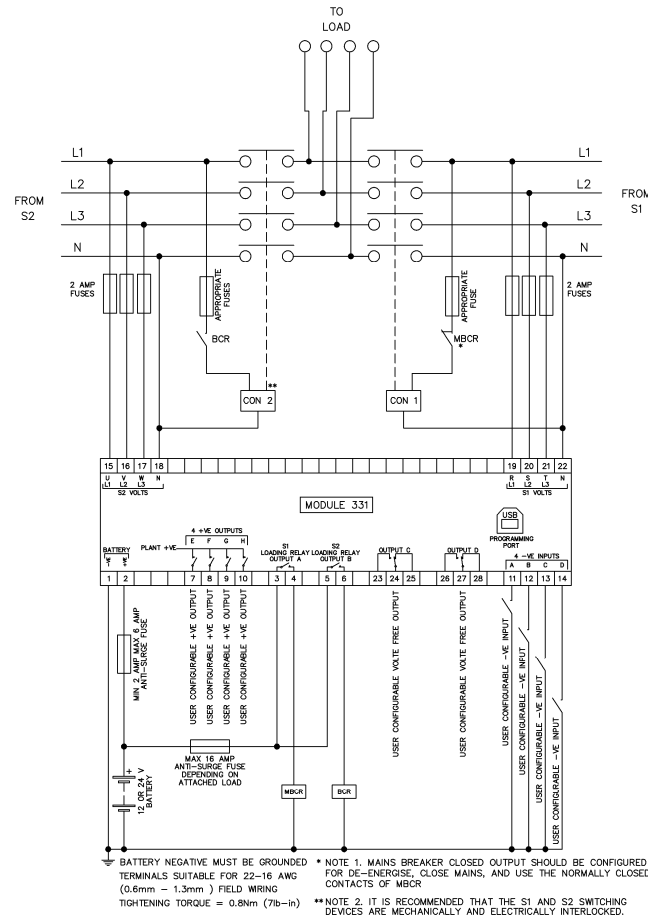 TO
LOAD
L1
L1
L2
L2
FROM
S2
FROM
S1
L3
L3
N
N
2 AMP
FUSES
APPROPRIATE
FUSES
APPROPRIATE
FUSE
2 AMP
FUSES
BCR
MBCR
*
**
CON 2
CON 1
15 16 17 18
19 20 21 22
U V W N
L1 L2 L3
S2 VOLTS
R S T N
L1 L2 L3
S1 VOLTS
MODULE 331
USB
PROGRAMMING
PORT
4 +VE OUTPUTS
E F G H
PLANT +VE
BATTERY
S1
LOADING RELAY
OUTPUT A
S2
LOADING RELAY
OUTPUT B
OUTPUT C
OUTPUT D
4 -VE INPUTS
A B C D
1 2 7 8 9 10 3 4 5 6 23 24 25 26 27 28 11 12 13 14
MIN 2 AMP MAX 6 AMP
ANTI-SURGE FUSE
USER CONFIGURABLE +VE OUTPUT
USER CONFIGURABLE +VE OUTPUT
USER CONFIGURABLE +VE OUTPUT
USER CONFIGURABLE +VE OUTPUT
USER CONFIGURABLE VOLTE FREE OUTPUT
USER CONFIGURABLE VOLTE FREE OUTPUT
USER CONFIGURABLE -VE INPUT
USER CONFIGURABLE -VE INPUT
USER CONFIGURABLE -VE INPUT
USER CONFIGURABLE -VE INPUT
MAX 16 AMP
ANTI-SURGE FUSE
DEPENDING ON
ATTACHED LOAD
+
-
12 OR 24 V
BATTERY
MBCR
BCR
BATTERY NEGATIVE MUST BE GROUNDED
TERMINALS SUITABLE FOR 22-16 AWG
(0.6mm - 1.3mm ) FIELD WIRING
TIGHTENING TORQUE = 0.8Nm (7lb-in)
* NOTE 1. MAINS BREAKER CLOSED OUTPUT SHOULD BE CONFIGURED
FOR DE-ENERGISE, CLOSE MAINS, AND USE THE NORMALLY CLOSED
CONTACTS OF MBCR
** NOTE 2. IT IS RECOMMENDED THAT THE S1 AND S2 SWITCHING
DEVICES ARE MECHANICALLY AND ELECTRICALLY INTERLOCKED.